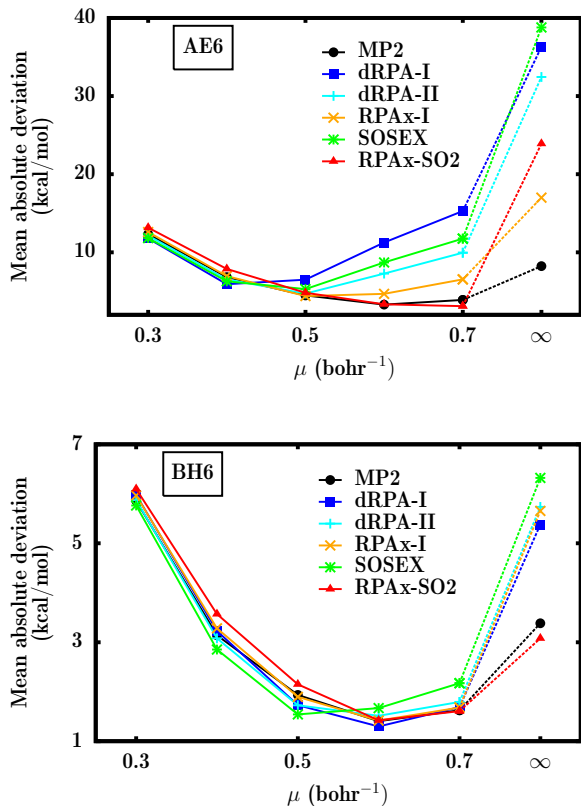 40
30
20
10
Mean absolute deviation
(kcal/mol)
AE6
MP2
dRPA-I
dRPA-II
RPAx-I
SOSEX
RPAx-SO2
0.3
0.5
0.7
∞
μ (bohr⁻¹)
7
5
3
1
Mean absolute deviation
(kcal/mol)
BH6
MP2
dRPA-I
dRPA-II
RPAx-I
SOSEX
RPAx-SO2
0.3
0.5
0.7
∞
μ (bohr⁻¹)